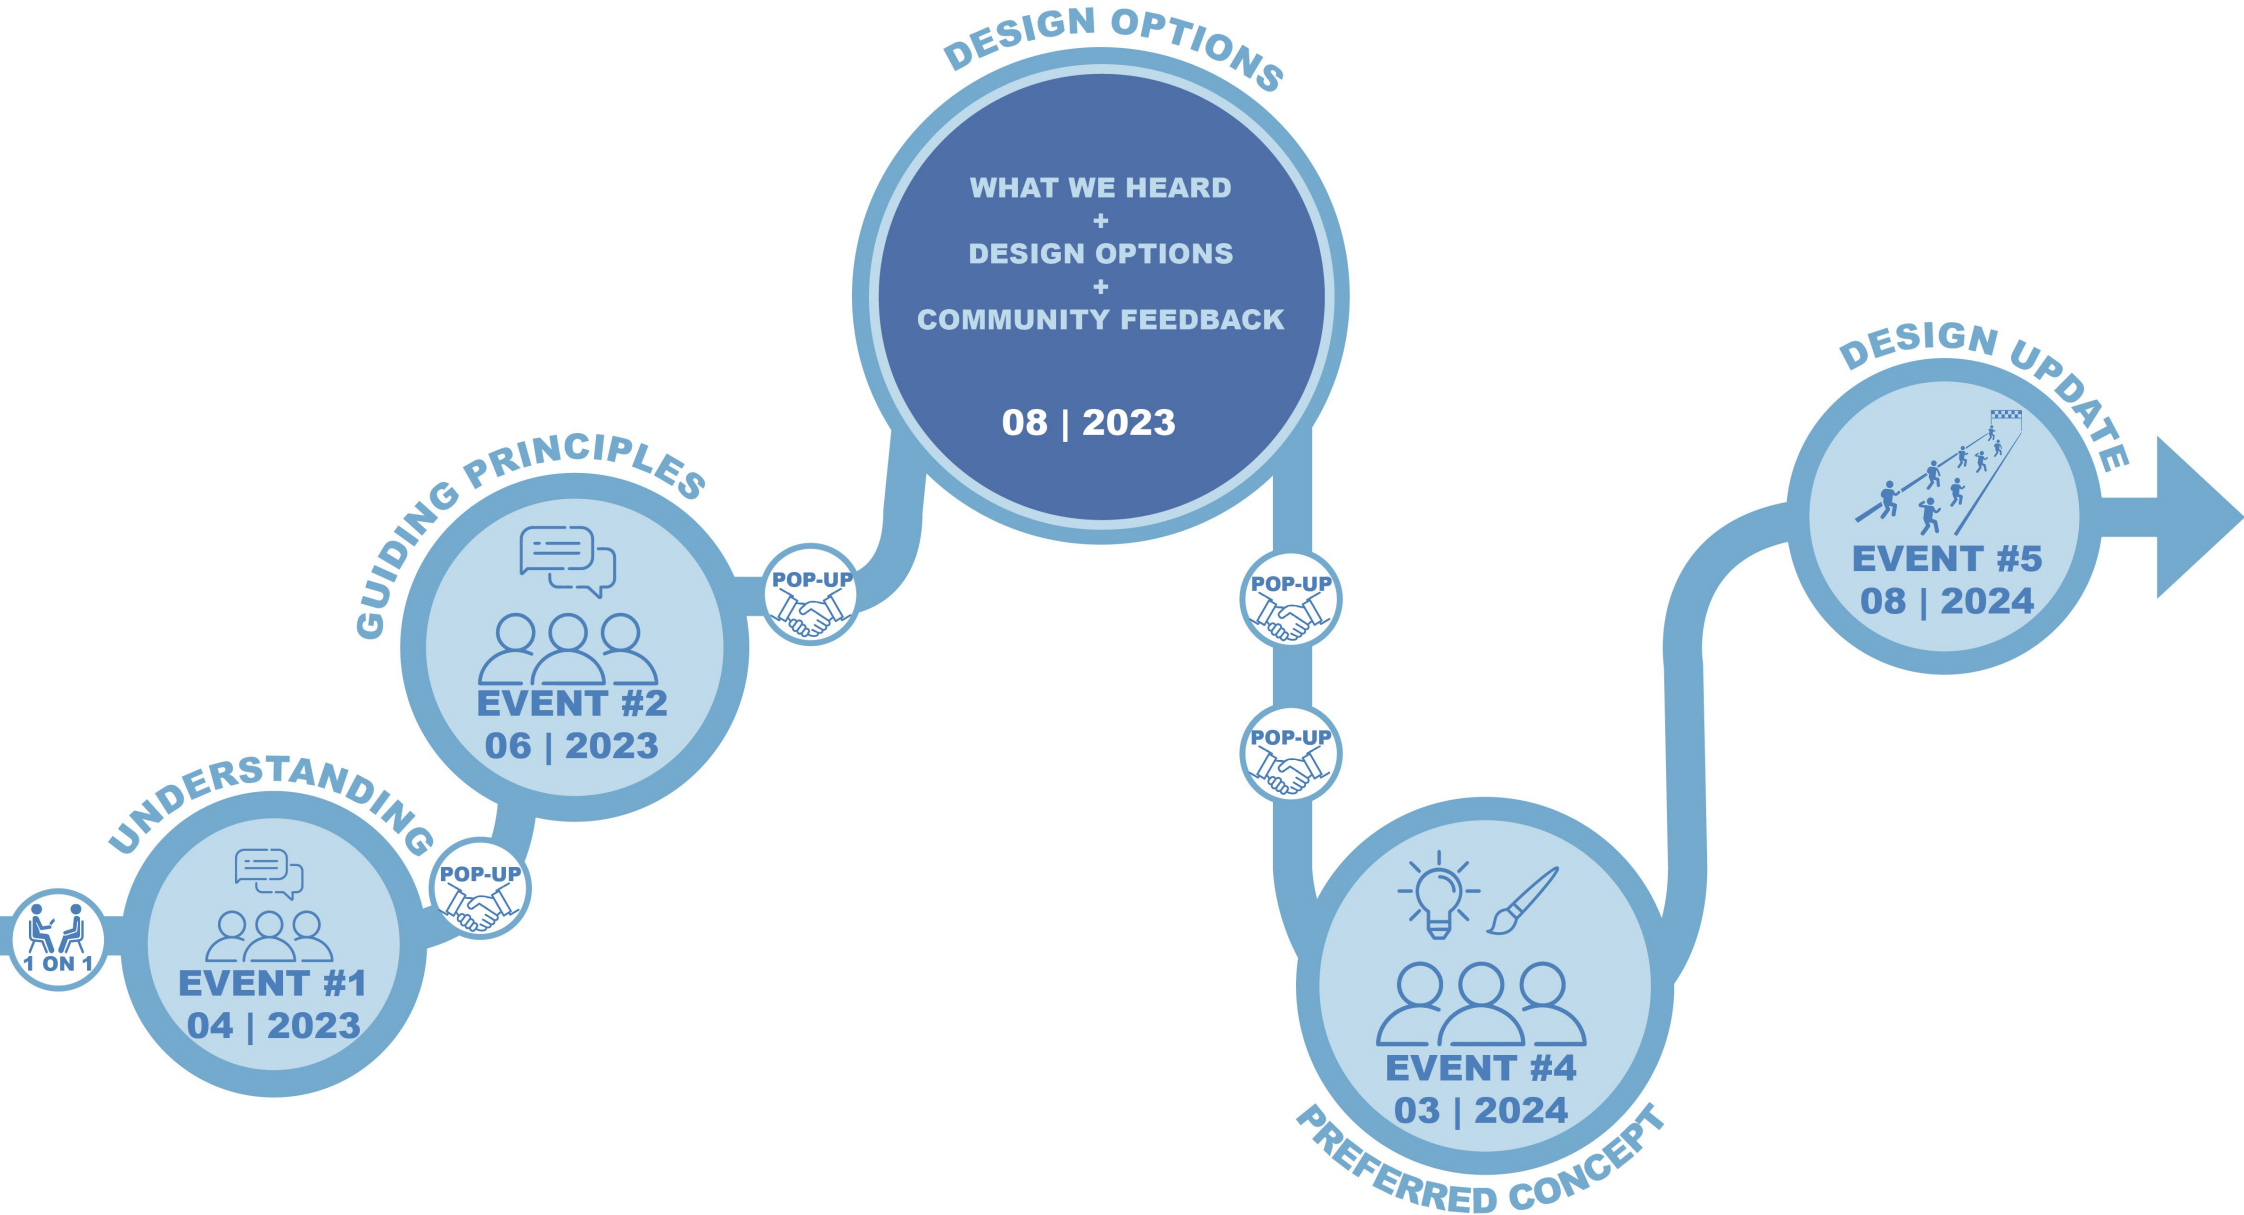 1 ON 1
UNDERSTANDING
EVENT #1
04 | 2023
POP-UP
GUIDING PRINCIPLES
EVENT #2
06 | 2023
POP-UP
DESIGN OPTIONS
WHAT WE HEARD
+
DESIGN OPTIONS
+
COMMUNITY FEEDBACK
08 | 2023
POP-UP
POP-UP
EVENT #4
03 | 2024
PREFERRED CONCEPT
DESIGN UPDATE
EVENT #5
08 | 2024